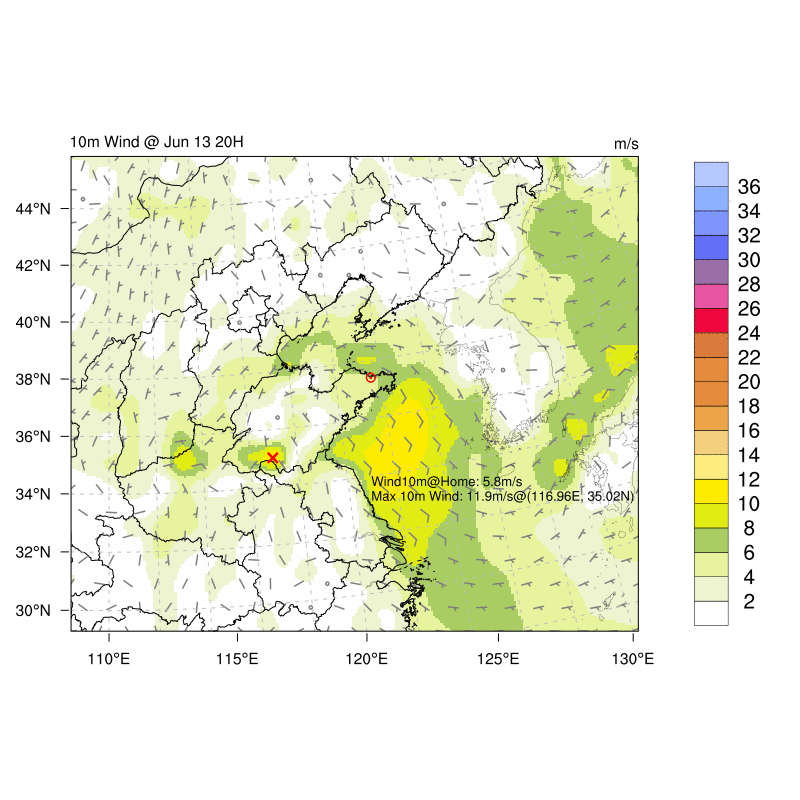 10m Wind @ Jun 13 20H
m/s
44°N
42°N
40°N
38°N
36°N
34°N
32°N
30°N
110°E
115°E
120°E
125°E
130°E
Wind10m@Home: 5.8m/s
Max 10m Wind: 11.9m/s@(116.96E, 35.02N)
36
34
32
30
28
26
24
22
20
18
16
14
12
10
8
6
4
2